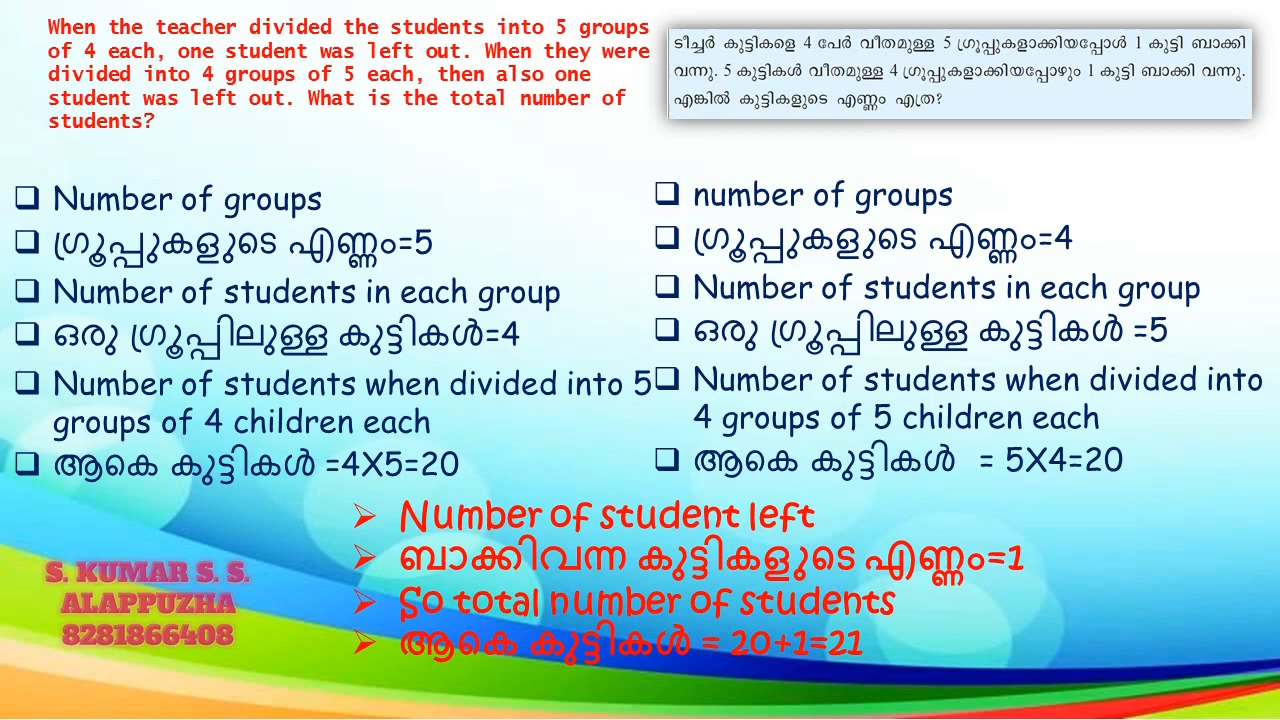 When the teacher divided the students into 5 groups
of 4 each, one student was left out. When they were
divided into 4 groups of 5 each, then also one
student was left out. What is the total number of
students?
ടീച്ചർ കുട്ടികളെ 4 പേർ വീതമുള്ള 5 ഗ്രൂപ്പുകളാക്കിയപ്പോൾ 1 കുട്ടി ബാക്കി
വന്നു. 5 കുട്ടികൾ വീതമുള്ള 4 ഗ്രൂപ്പുകളാക്കിയപ്പോഴും 1 കുട്ടി ബാക്കി വന്നു.
എങ്കിൽ കുട്ടികളുടെ എണ്ണം എത്ര?
Number of groups
ഗ്രൂപ്പുകളുടെ എണ്ണം=5
Number of students in each group
ഒരു ഗ്രൂപ്പിലുള്ള കുട്ടികൾ=4
Number of students when divided into 5
groups of 4 children each
ആകെ കുട്ടികൾ =4X5=20
number of groups
ഗ്രൂപ്പുകളുടെ എണ്ണം=4
Number of students in each group
ഒരു ഗ്രൂപ്പിലുള്ള കുട്ടികൾ =5
Number of students when divided into
4 groups of 5 children each
ആകെ കുട്ടികൾ = 5X4=20
Number of student left
ബാക്കിവന്ന കുട്ടികളുടെ എണ്ണം=1
So total number of students
ആകെ കുട്ടികൾ = 20+1=21
S. KUMAR S. S.
ALAPPUZHA
8281866408